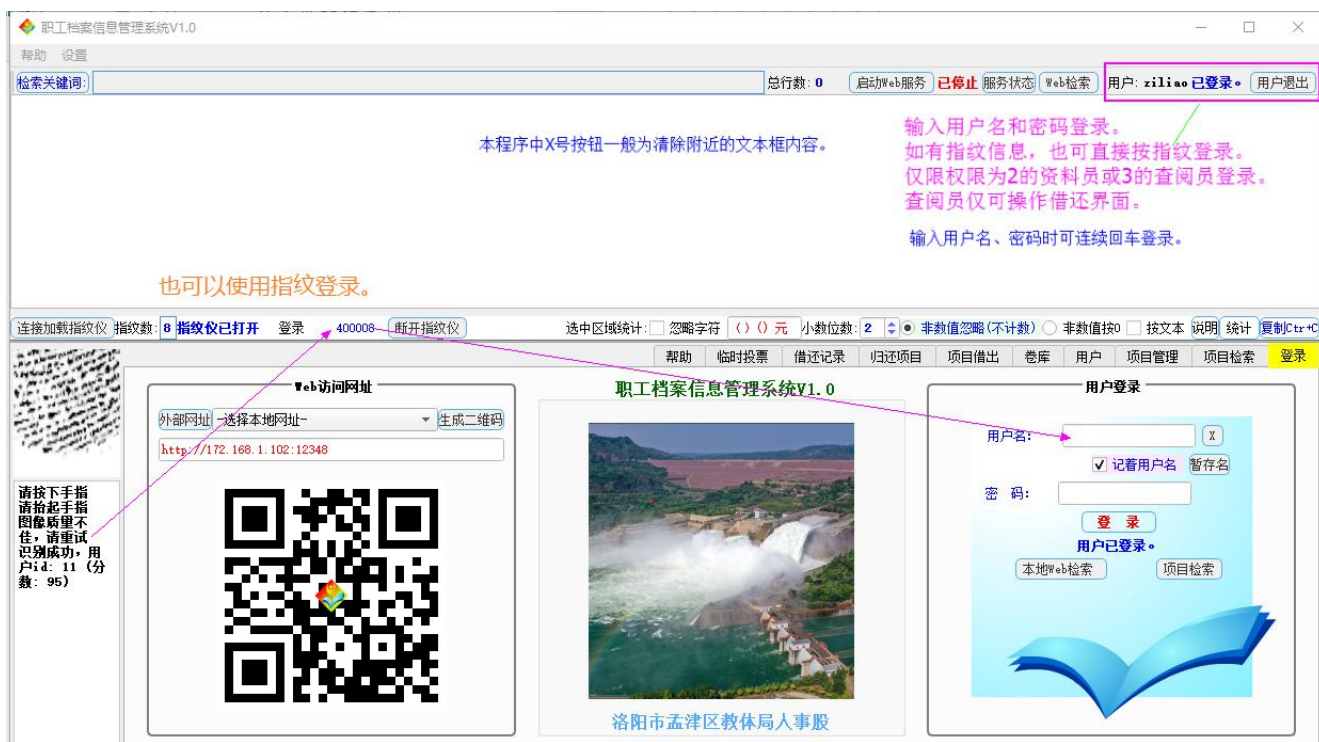 职工档案信息管理系统V1.0
帮助 设置
检索关键词: 总行数: 0 启动Web服务 已停止 服务状态 Web检索 用户: ziliao 已登录。 用户退出
输入用户名和密码登录。
本程序中X号按钮一般为清除附近的文本框内容。
如有指纹信息，也可直接按指纹登录。
仅限权限为2的资料员或3的查阅员登录。
查阅员仅可操作借还界面。
输入用户名、密码时可连续回车登录。
也可以使用指纹登录。
连接加载指纹仪 指纹数: 8 指纹仪已打开 登录 400008 断开指纹仪 选中区域统计: 忽略字符 ()()元 小数位数: 2 非数值忽略(不计数) 非数值按0 按文本 说明 统计 复制Ctr+C
帮助 临时投票 借还记录 归还项目 项目借出 卷库 用户 项目管理 项目检索 登录
Web访问网址
外部网址 -选择本地网址- 生成二维码
http://172.168.1.102:12348
请按下手指
请抬起手指
图像质量不
佳，请重试
识别成功，用
户id: 11 (分
数: 95)
职工档案信息管理系统V1.0
洛阳市孟津区教体局人事股
用户登录
用户名: X
记着用户名 暂存名
密 码:
登 录
用户已登录。
本地Web检索 项目检索